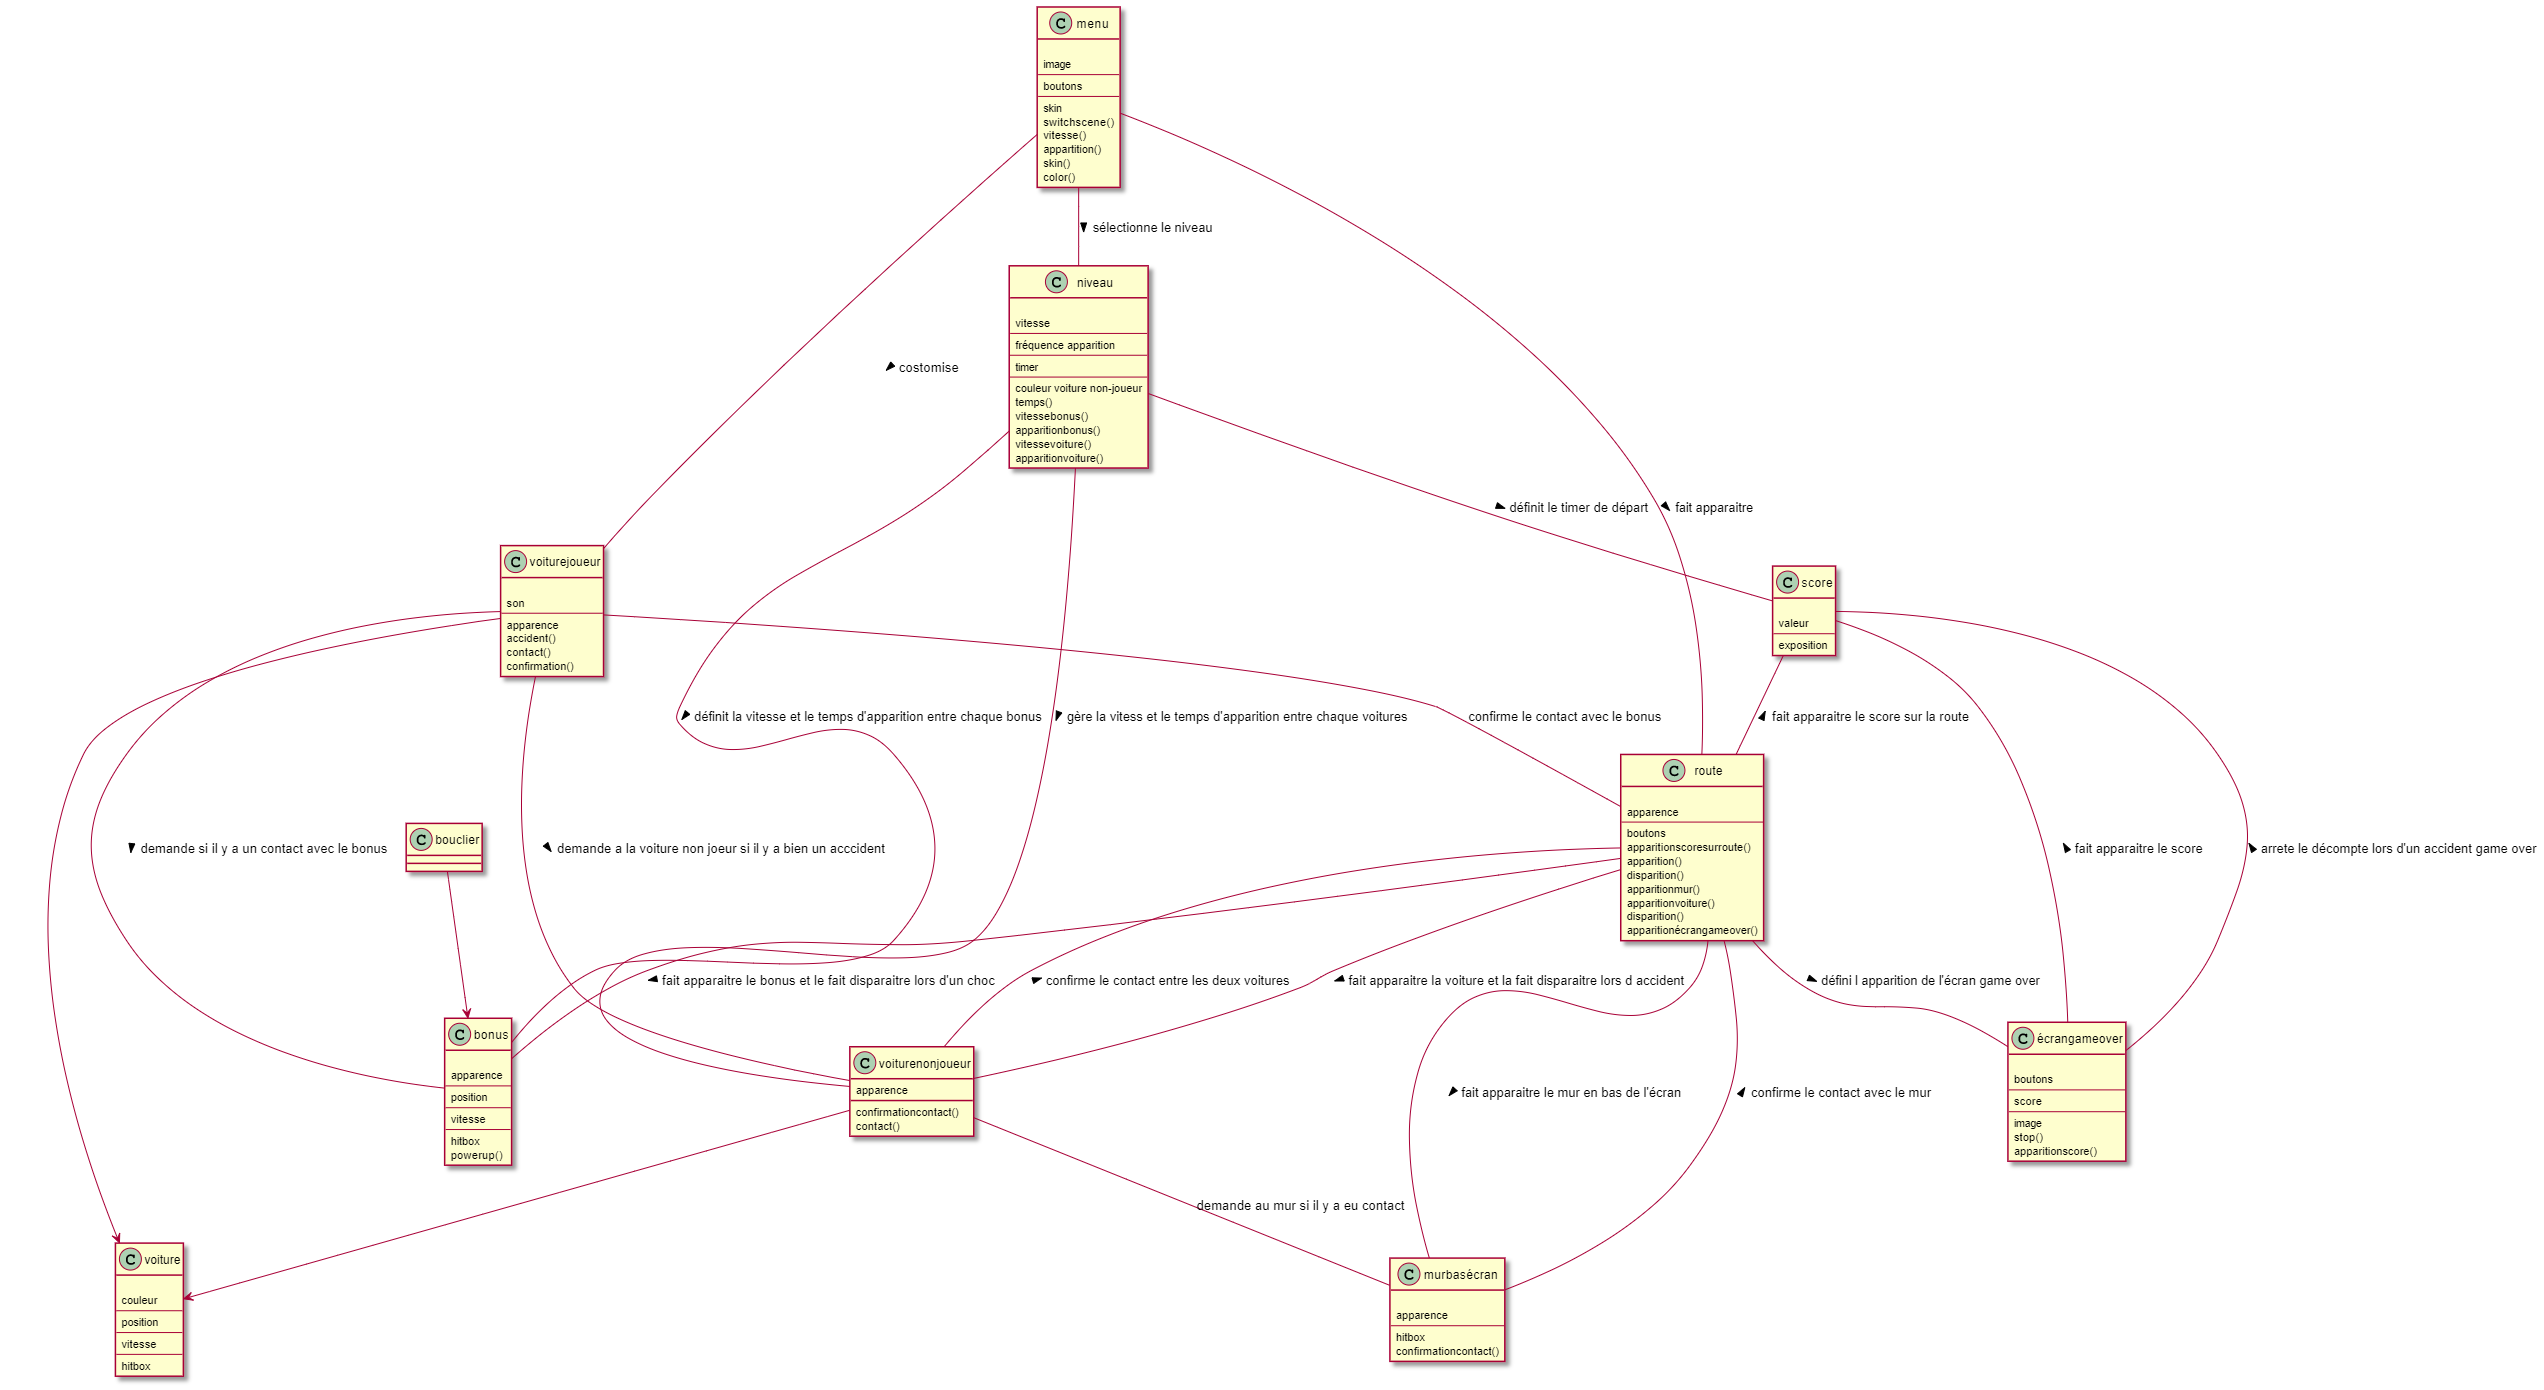 C menu
image
boutons
skin
switchscene()
vitesse()
appartition()
skin()
color()
sélectionne le niveau
C niveau
vitesse
fréquence apparition
timer
couleur voiture non-joueur
temps()
vitessebonus()
apparitionbonus()
vitessevoiture()
apparitionvoiture()
costomise
définit le timer de départ
fait apparaitre
C voiturejoueur
son
apparence
accident()
contact()
confirmation()
C score
valeur
exposition
définit la vitesse et le temps d'apparition entre chaque bonus
gère la vitess et le temps d'apparition entre chaque voitures
confirme le contact avec le bonus
fait apparaitre le score sur la route
C route
apparence
boutons
apparitionscoresurroute()
apparition()
disparition()
apparitionmur()
apparitionvoiture()
disparition()
apparitionécrangameover()
demande si il y a un contact avec le bonus
C bouclier
demande a la voiture non joeur si il y a bien un acccident
fait apparaitre le score
arrete le décompte lors d'un accident game over
fait apparaitre le bonus et le fait disparaitre lors d'un choc
confirme le contact entre les deux voitures
fait apparaitre la voiture et la fait disparaitre lors d accident
défini l apparition de l'écran game over
C bonus
apparence
position
vitesse
hitbox
powerup()
C voiturenonjoueur
apparence
confirmationcontact()
contact()
fait apparaitre le mur en bas de l'écran
confirme le contact avec le mur
C écrangameover
boutons
score
image
stop()
apparitionscore()
demande au mur si il y a eu contact
C voiture
couleur
position
vitesse
hitbox
C murbasécran
apparence
hitbox
confirmationcontact()